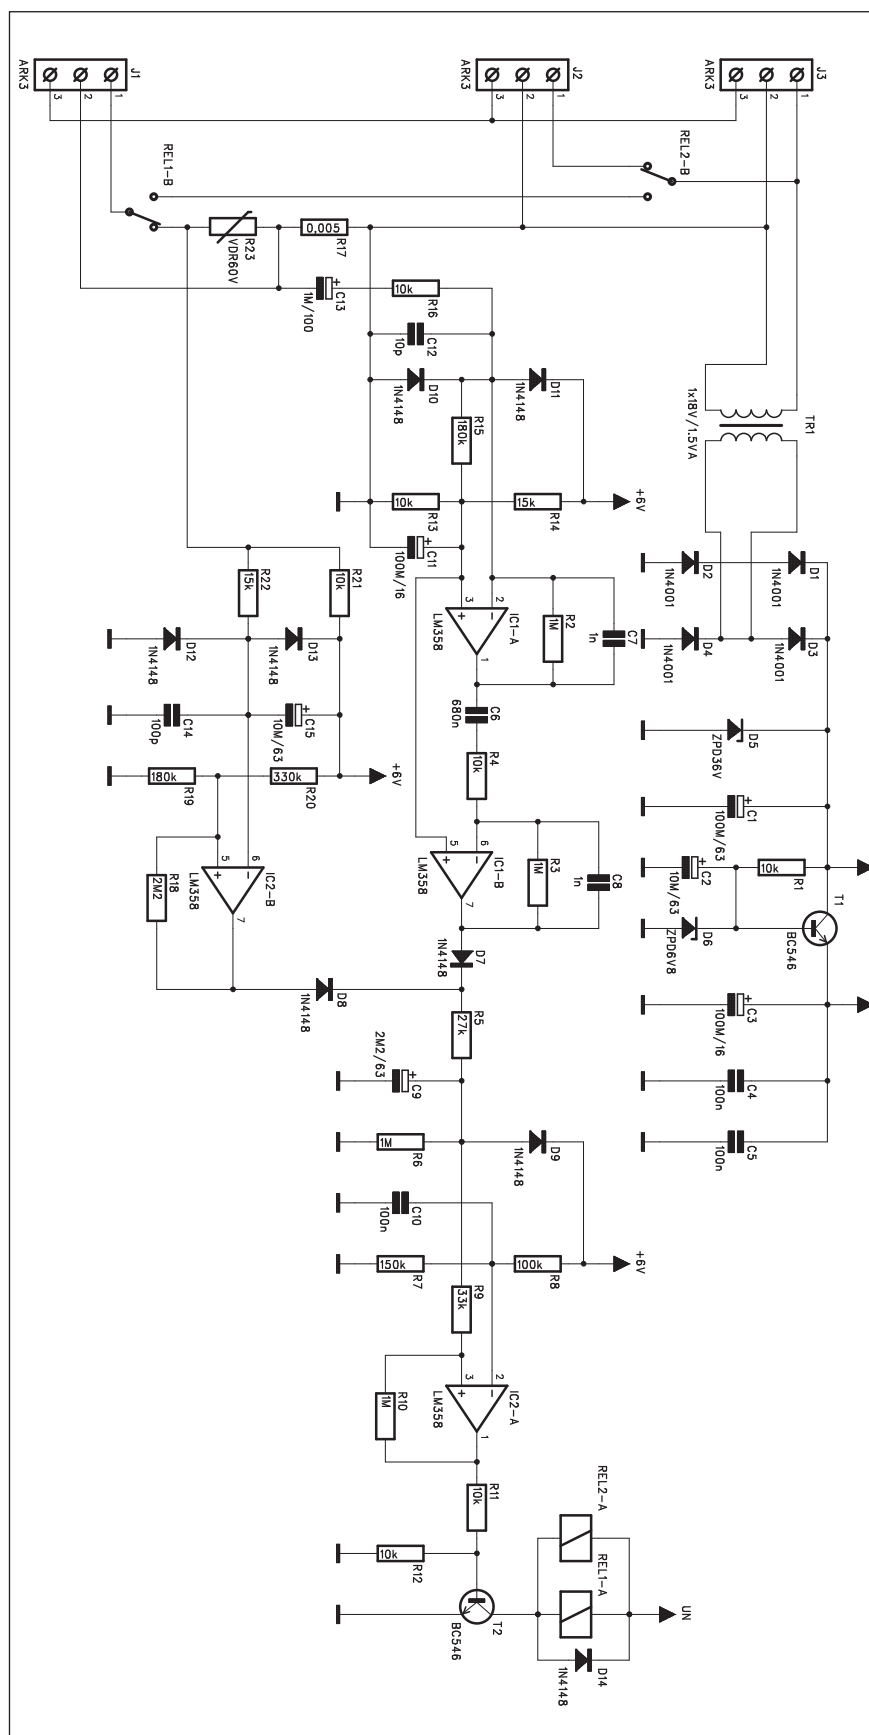 J1
1
2
3
ARK3
J2
1
2
3
ARK3
J3
1
2
3
ARK3
REL1-B
REL2-B
R23
VDR60V
R17
0,005
C13
+
1M/100
R16
10k
C12
10p
D10
1N4148
D11
1N4148
R15
180k
R13
10k
R14
15k
+6V
C11
+
100M/16
TR1
1x18V/1.5VA
D2
1N4001
D1
1N4001
D4
1N4001
D3
1N4001
R22
15k
R21
10k
IC1-A
LM358
2
3
1
−
+
R2
1M
C7
1n
D12
1N4148
D13
1N4148
C6
680n
C14
100p
C15
+
10M/63
R4
10k
D5
ZPD36V
R19
180k
R20
330k
+6V
C1
+
100M/63
IC1-B
LM358
6
5
7
−
+
R3
1M
C8
1n
R18
2M2
IC2-B
LM358
6
5
7
−
+
C2
+
10M/63
R1
10k
T1
BC546
D6
ZPD6V8
D7
1N4148
D8
1N4148
R5
27k
C3
+
100M/16
C9
+
2M2/63
C4
100n
R6
1M
D9
1N4148
C5
100n
C10
100n
R7
150k
R8
100k
+6V
R9
33k
IC2-A
LM358
2
3
1
−
+
R10
1M
R11
10k
R12
10k
REL2-A
REL1-A
UN
T2
BC546
D14
1N4148